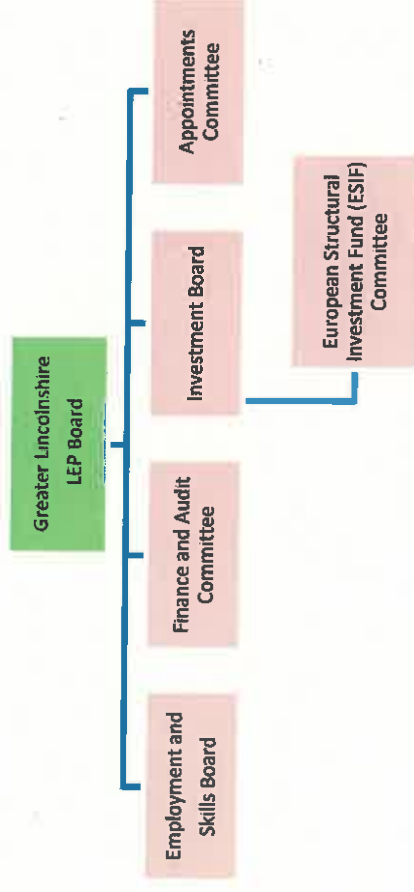 Greater Lincolnshire
LEP Board
Employment and
Skills Board
Finance and Audit
Committee
Investment Board
Appointments
Committee
European Structural
Investment Fund (ESIF)
Committee